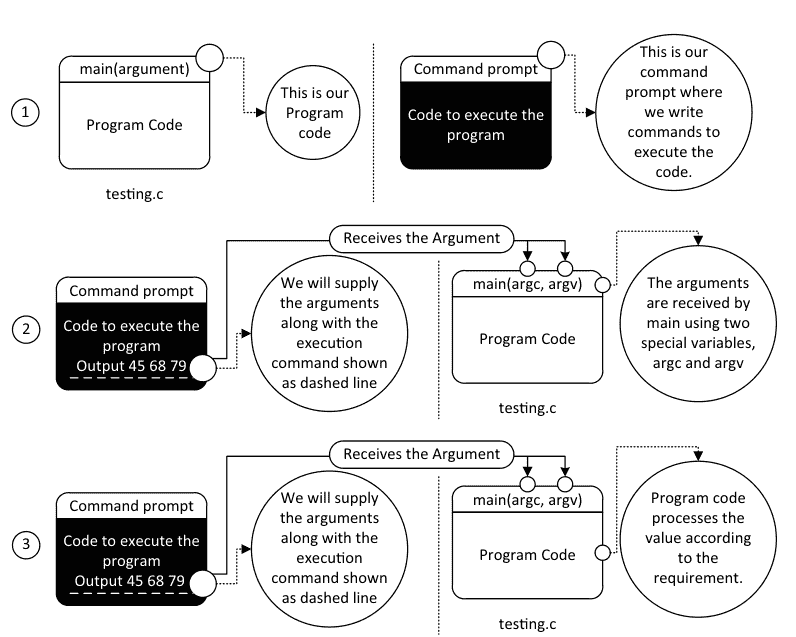 1
main(argument)
Program Code
testing.c
This is our
Program
code
Command prompt
Code to execute the
program
This is our
command
prompt where
we write
commands to
execute the
code.
2
Receives the Argument
Command prompt
Code to execute the
program
Output 45 68 79
We will supply
the arguments
along with the
execution
command shown
as dashed line
main(argc, argv)
Program Code
testing.c
The arguments
are received by
main using two
special variables,
argc and argv
3
Receives the Argument
Command prompt
Code to execute the
program
Output 45 68 79
We will supply
the arguments
along with the
execution
command shown
as dashed line
main(argc, argv)
Program Code
testing.c
Program code
processes the
value according
to the
requirement.